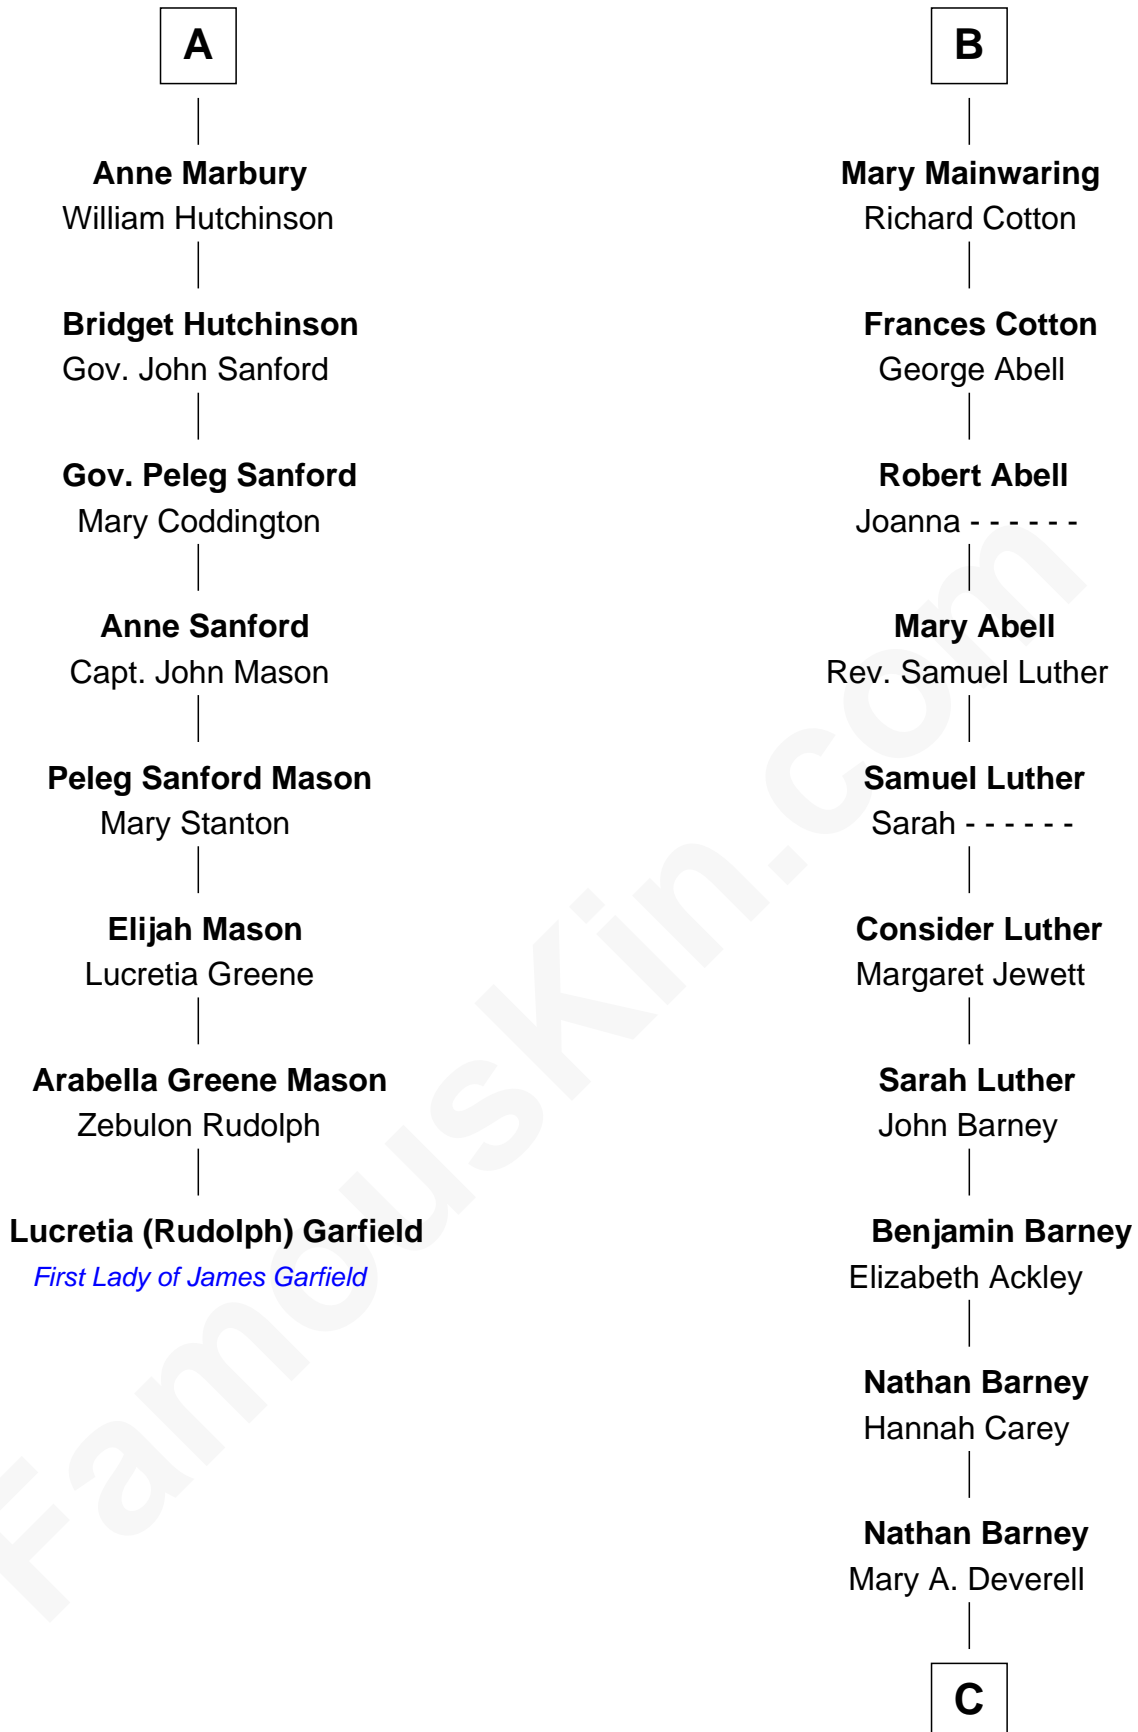 A
Anne Marbury
William Hutchinson
Bridget Hutchinson
Gov. John Sanford
Gov. Peleg Sanford
Mary Coddington
Anne Sanford
Capt. John Mason
Peleg Sanford Mason
Mary Stanton
Elijah Mason
Lucretia Greene
Arabella Greene Mason
Zebulon Rudolph
Lucretia (Rudolph) Garfield
First Lady of James Garfield
B
Mary Mainwaring
Richard Cotton
Frances Cotton
George Abell
Robert Abell
Joanna - - - - - -
Mary Abell
Rev. Samuel Luther
Samuel Luther
Sarah - - - - - -
Consider Luther
Margaret Jewett
Sarah Luther
John Barney
Benjamin Barney
Elizabeth Ackley
Nathan Barney
Hannah Carey
Nathan Barney
Mary A. Deverell
C
FamousKin.com